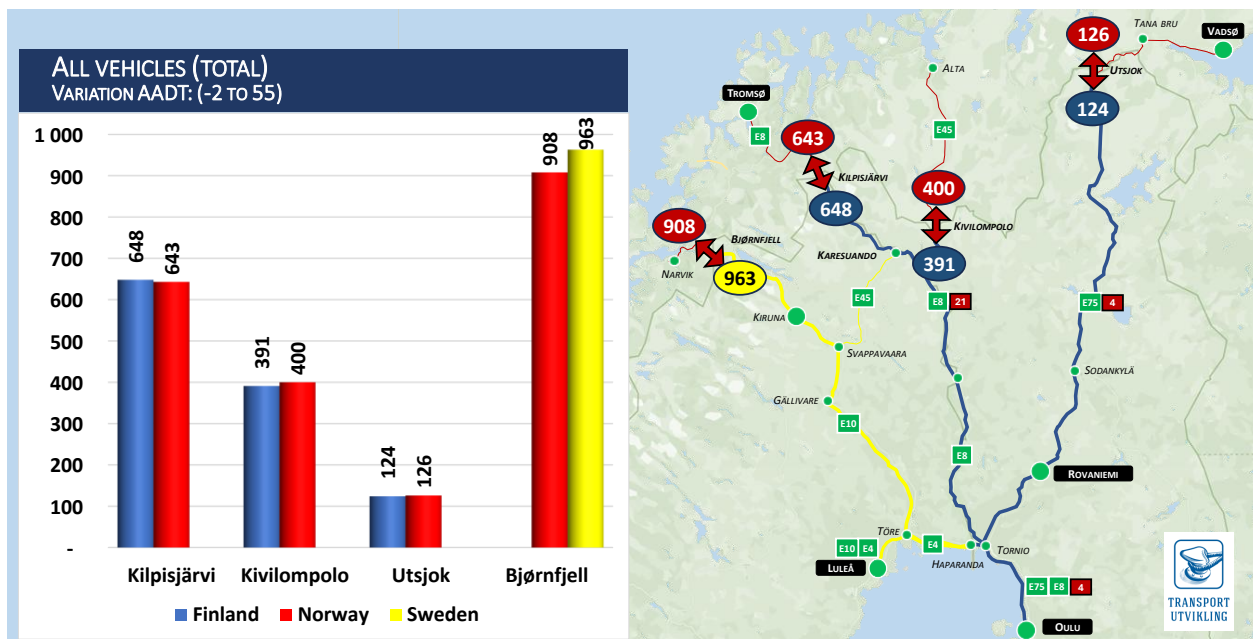 ALL VEHICLES (TOTAL)
VARIATION AADT: (-2 TO 55)
1 000
900
800
700
600
500
400
300
200
100
-
648
643
391
400
124
126
908
963
Kilpisjärvi
Kivilompolo
Utsjok
Bjørnfjell
Finland
Norway
Sweden
126
TANA BRU
VADSØ
UTSJOK
124
ALTA
TROMSØ
E8
643
E45
KILPISJÄRVI
648
400
KIVILOMPOLO
391
908
BJØRNFJELL
NARVIK
963
KARESUANDO
E45
E8 21
E75 4
KIRUNA
SVAPPAVAARA
SODANKYLÄ
GÄLLIVARE
E10
E8
ROVANIEMI
TÖRE
E10 E4
E4
TORNIO
HAPARANDA
LULEÅ
E75 E8 4
OULU
TRANSPORT
UTVIKLING